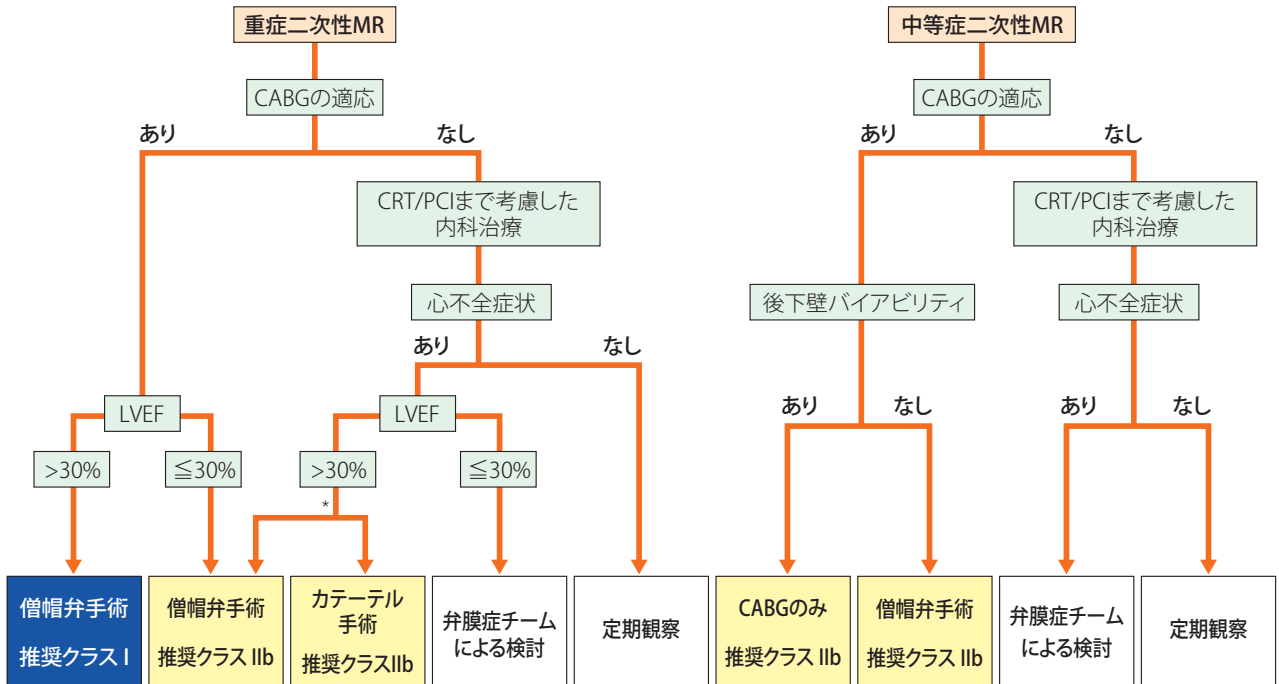 重症二次性MR
CABGの適応
あり
なし
CRT/PCIまで考慮した
内科治療
心不全症状
あり
なし
LVEF
LVEF
>30%
≦30%
>30%
≦30%
*
僧帽弁手術
推奨クラス I
僧帽弁手術
推奨クラス IIb
カテーテル
手術
推奨クラスIIb
弁膜症チーム
による検討
定期観察
中等症二次性MR
CABGの適応
あり
なし
CRT/PCIまで考慮した
内科治療
後下壁バイアビリティ
心不全症状
あり
なし
あり
なし
CABGのみ
推奨クラス IIb
僧帽弁手術
推奨クラス IIb
弁膜症チーム
による検討
定期観察